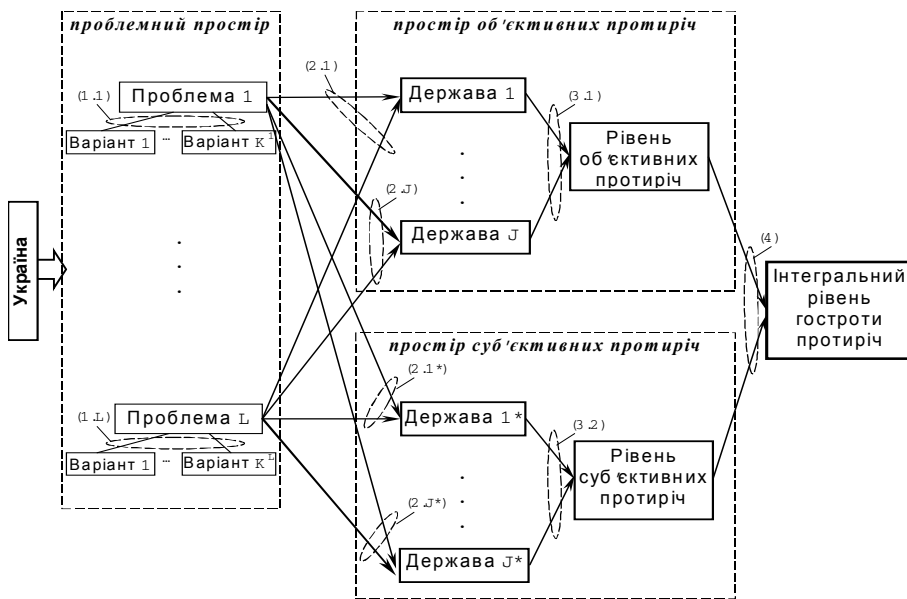 проблемний простір
простір об'єктивних протиріч
(1.1)
Проблема 1
Варіант 1 ... Варіант K¹
(2.1)
Держава 1
(3.1)
Рівень
об'єктивних
протиріч
(2.J)
Держава J
Україна
(4)
Інтегральний
рівень
гостроти
протиріч
простір суб'єктивних протиріч
(1.L)
Проблема L
Варіант 1 ... Варіант Kᴸ
(2.1*)
Держава 1*
(3.2)
Рівень
суб'єктивних
протиріч
(2.J*)
Держава J*